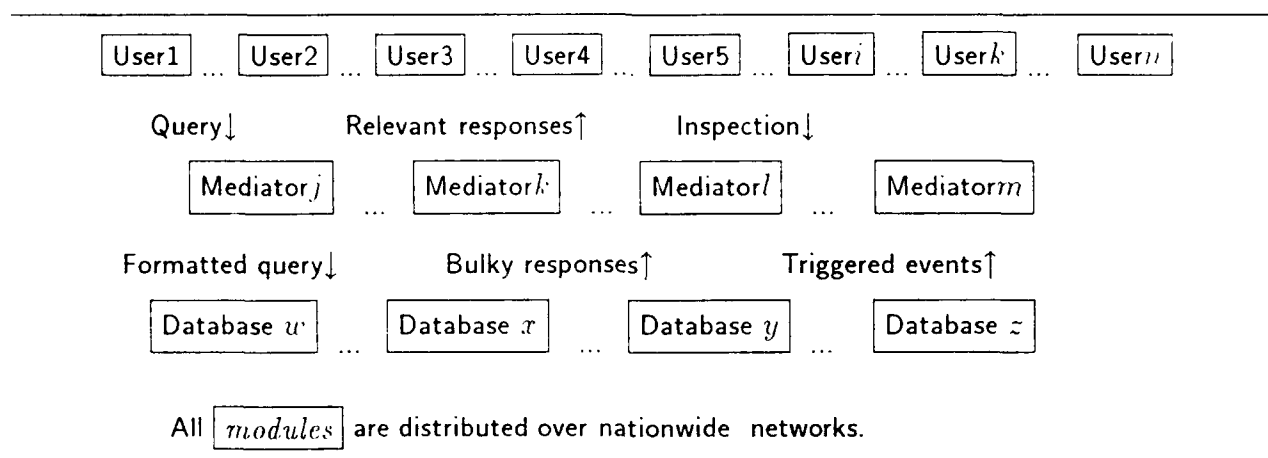 User1 ... User2 ... User3 ... User4 ... User5 ... Useri ... Userk ... Usern
Query↓ Relevant responses↑ Inspection↓
Mediatorj ... Mediatork ... Mediatorl ... Mediatorm
Formatted query↓ Bulky responses↑ Triggered events↑
Database w ... Database x ... Database y ... Database z
All modules are distributed over nationwide networks.